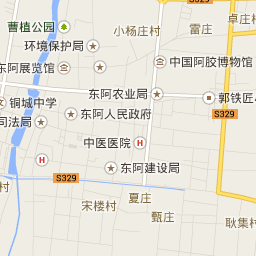 S329
卓庄村
曹植公园
小杨庄村
雷庄
环境保护局
中国阿胶博物馆
东阿展览馆
东阿农业局
郭铁匠
铜城中学
东阿人民政府
S329
司法局
中医医院
H
H
东阿建设局
S329
村
宋楼村
夏庄
甄庄
耿集村